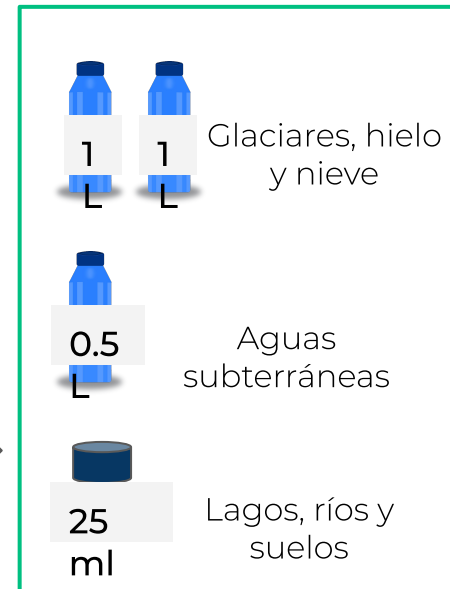 1 L
1 L
Glaciares, hielo
y nieve
0.5
L
Aguas
subterráneas
25
ml
Lagos, ríos y
suelos